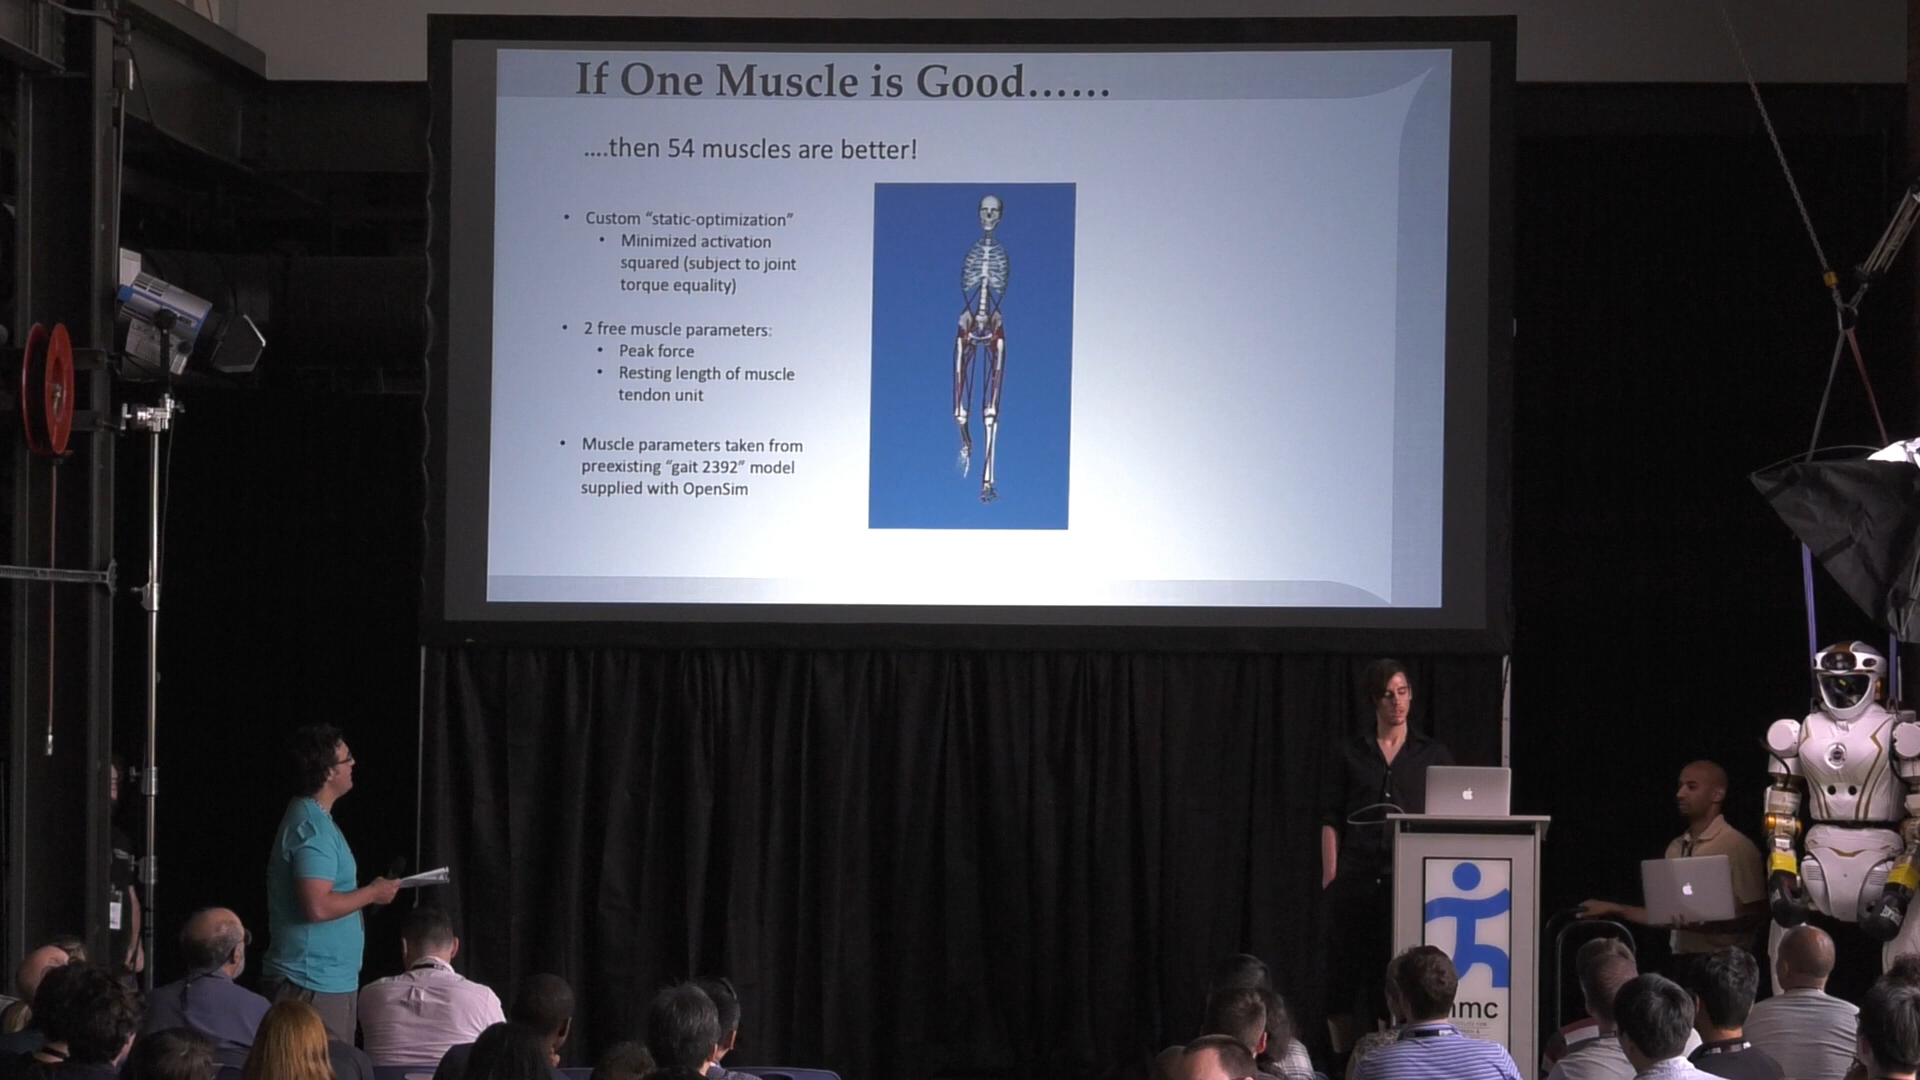 If One Muscle is Good......
....then 54 muscles are better!
• Custom “static-optimization”
• Minimized activation
squared (subject to joint
torque equality)
• 2 free muscle parameters:
• Peak force
• Resting length of muscle
tendon unit
• Muscle parameters taken from
preexisting “gait 2392” model
supplied with OpenSim